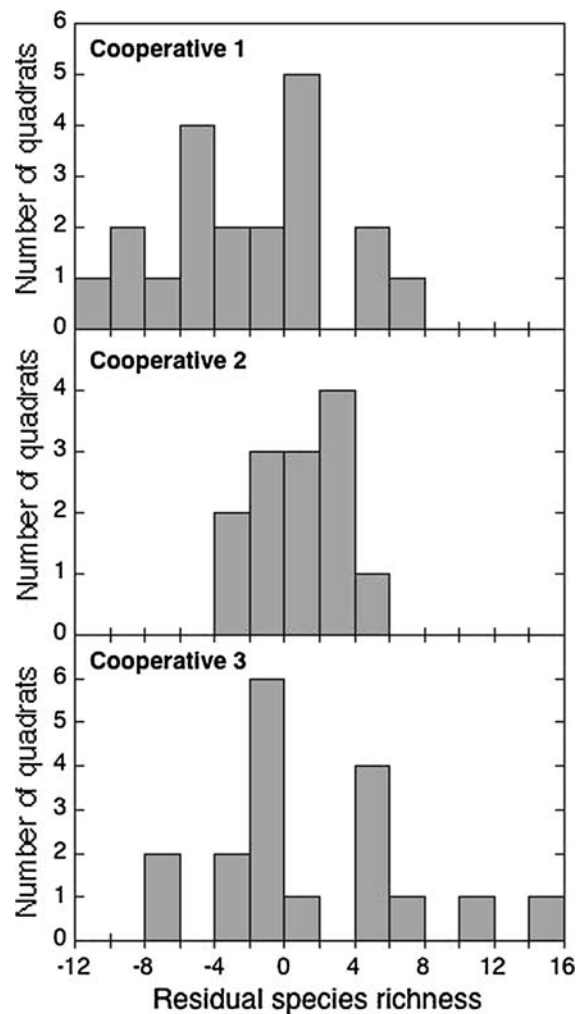 6
Cooperative 1
5
4
3
2
1
0
Number of quadrats
Cooperative 2
4
3
2
1
0
Number of quadrats
Cooperative 3
6
5
4
3
2
1
0
Number of quadrats
-12 -8 -4 0 4 8 12 16
Residual species richness